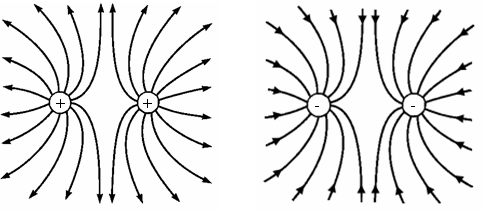 + + - -